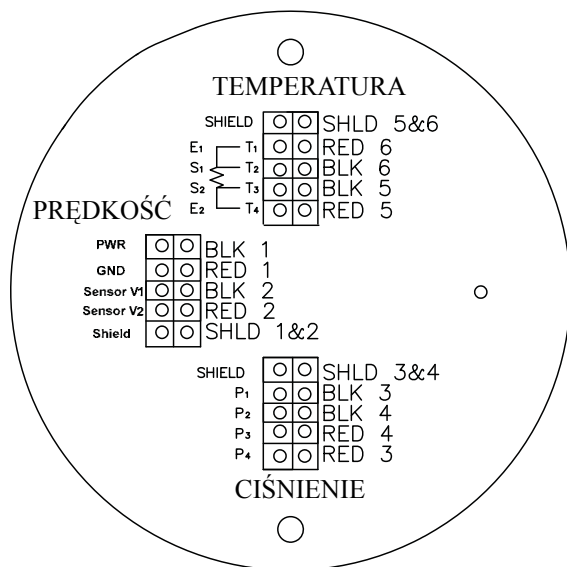 TEMPERATURA
SHIELD SHLD 5&6
E1 T1 RED 6
S1 T2 BLK 6
S2 T3 BLK 5
E2 T4 RED 5
PRĘDKOŚĆ
PWR BLK 1
GND RED 1
Sensor V1 BLK 2
Sensor V2 RED 2
Shield SHLD 1&2
SHIELD SHLD 3&4
P1 BLK 3
P2 BLK 4
P3 RED 4
P4 RED 3
CIŚNIENIE